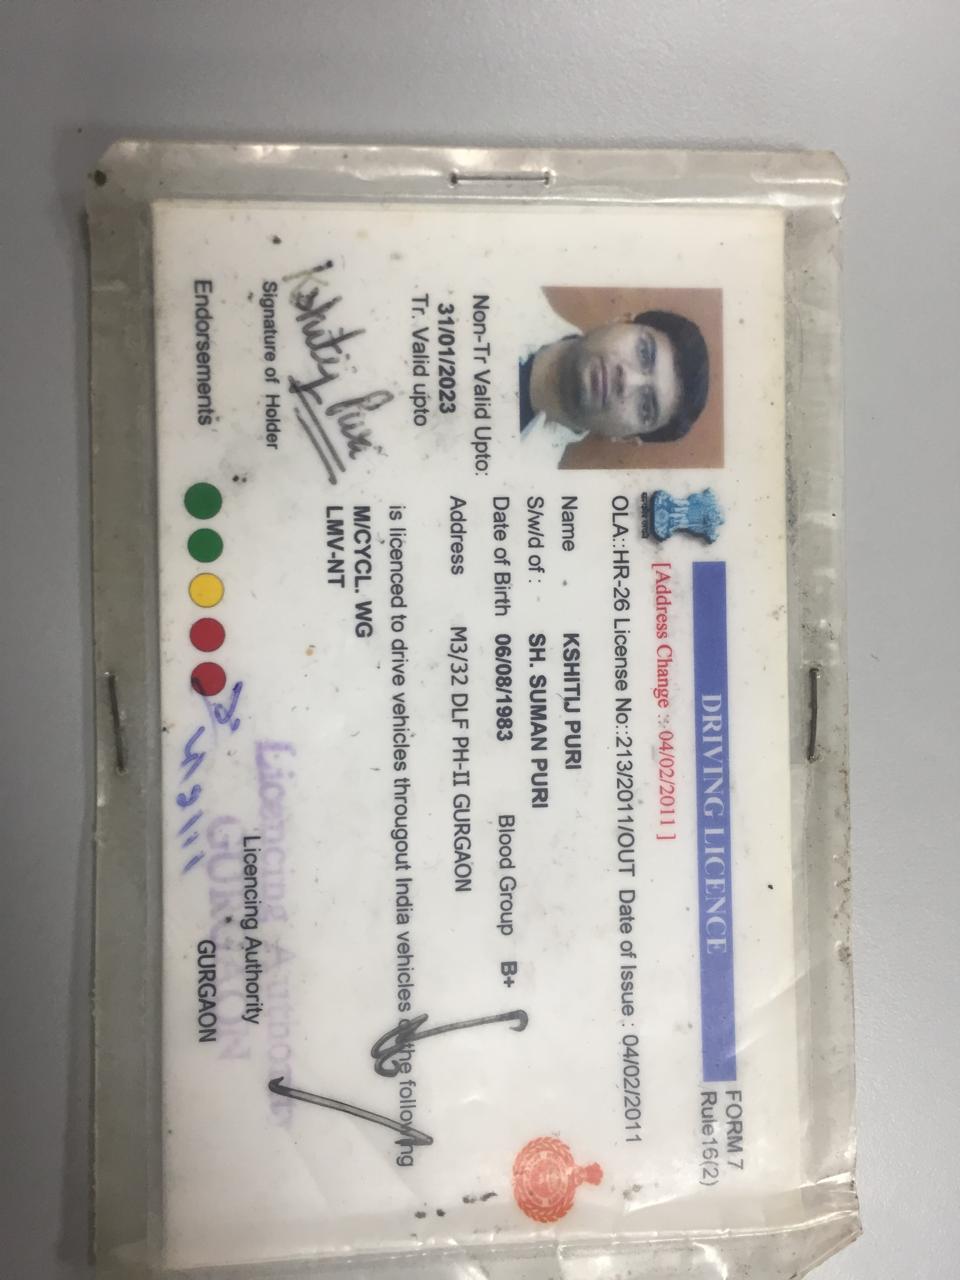 FORM 7
Rule16(2)
DRIVING LICENCE
[Address Change :: 04/02/2011 ]
OLA::HR-26 License No::213/2011/OUT Date of Issue : 04/02/2011
Name KSHITIJ PURI
S/w/d of : SH. SUMAN PURI
Date of Birth 06/08/1983 Blood Group B+
Address M3/32 DLF PH-II GURGAON
Non-Tr Valid Upto:
31/01/2023
Tr. Valid upto
is licenced to drive vehicles througout India vehicles the following
M/CYCL. WG
LMV-NT
Kshitij Puri
Signature of Holder
Endorsements
Licencing Authority
GURGAON
Licencing Authority
GURGAON